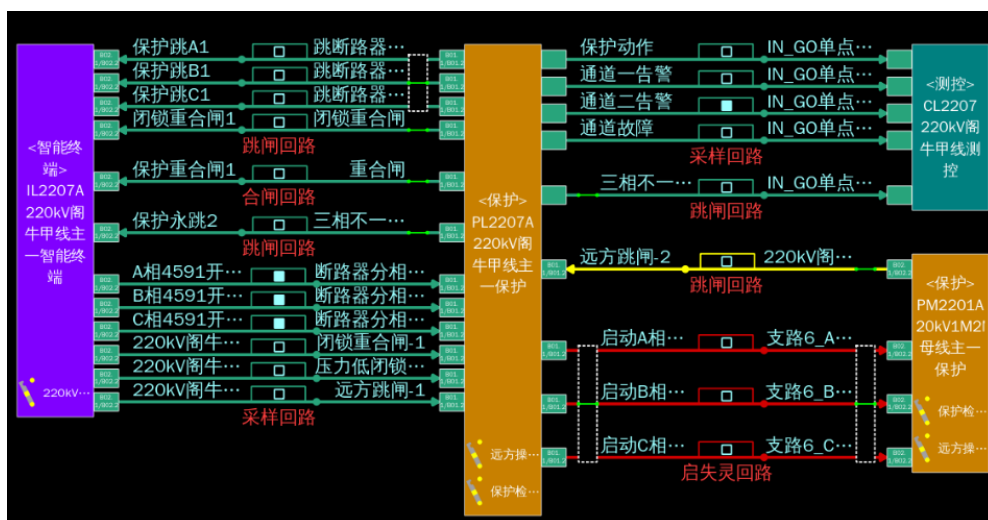 <智能终
端>
IL2207A
220kV阁
牛甲线主
一智能终
端
220kV…
保护跳A1
跳断路器…
保护跳B1
跳断路器…
保护跳C1
跳断路器…
闭锁重合闸1
闭锁重合闸
跳闸回路
保护重合闸1
重合闸
合闸回路
保护永跳2
三相不一…
跳闸回路
A相4591开…
断路器分相…
B相4591开…
断路器分相…
C相4591开…
断路器分相…
220kV阁牛…
闭锁重合闸-1
220kV阁牛…
压力低闭锁…
220kV阁牛…
远方跳闸-1
采样回路
<保护>
PL2207A
220kV阁
牛甲线主
一保护
远方操…
保护检…
保护动作
IN_GO单点…
通道一告警
IN_GO单点…
通道二告警
IN_GO单点…
通道故障
IN_GO单点…
采样回路
三相不一…
IN_GO单点…
跳闸回路
远方跳闸-2
220kV阁…
跳闸回路
启动A相…
支路6_A…
启动B相…
支路6_B…
启动C相…
支路6_C…
启失灵回路
<测控>
CL2207
220kV阁
牛甲线测
控
<保护>
PM2201A
母线主一
保护
保护检…
远方操…